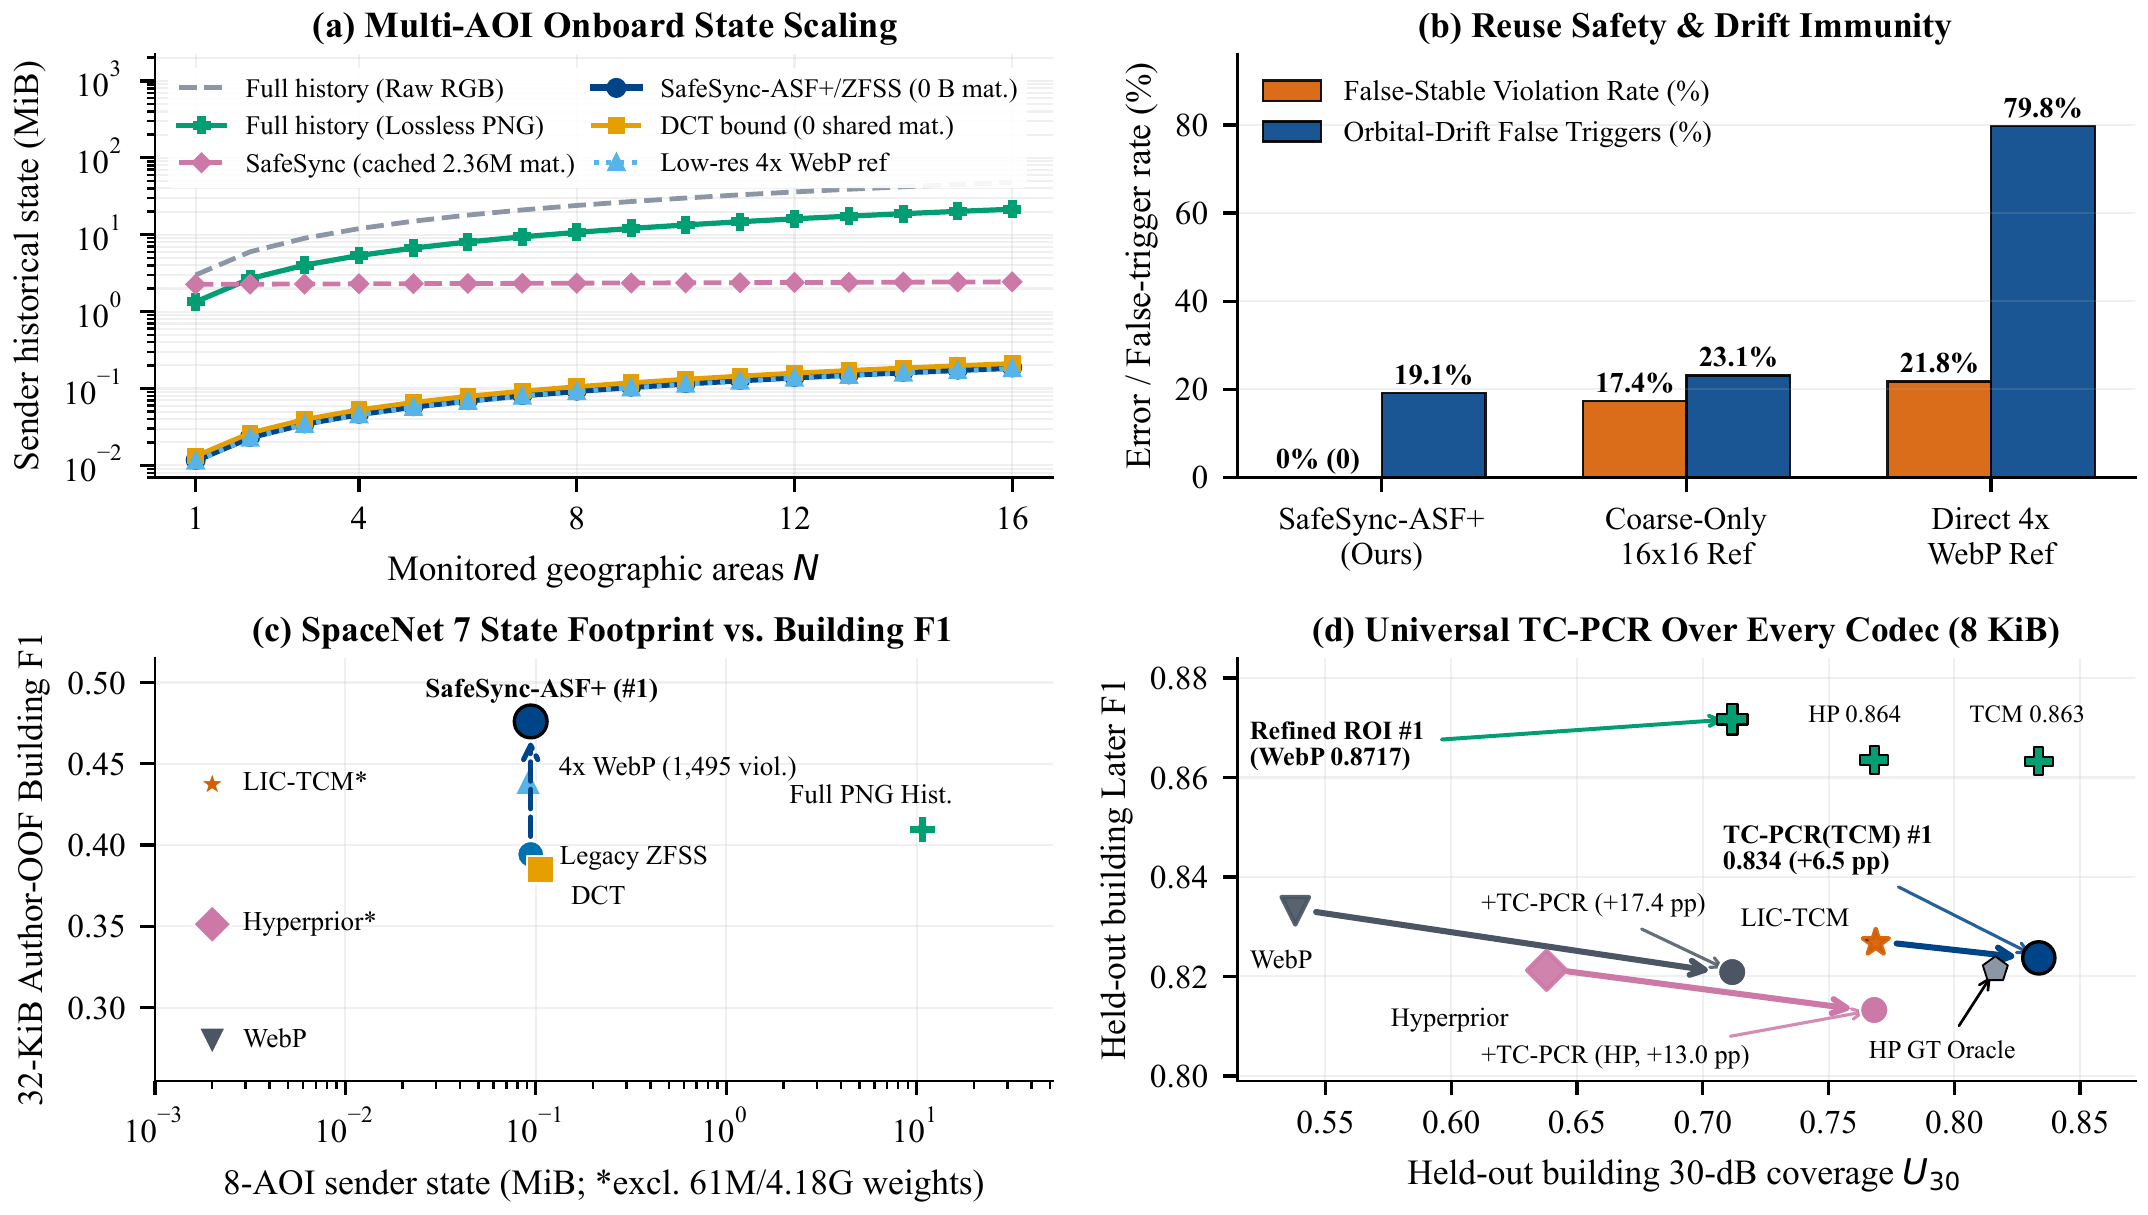 (a) Multi-AOI Onboard State Scaling
Sender historical state (MiB)
10³
10²
10¹
10⁰
10⁻¹
10⁻²
Full history (Raw RGB)
Full history (Lossless PNG)
SafeSync (cached 2.36M mat.)
SafeSync-ASF+/ZFSS (0 B mat.)
DCT bound (0 shared mat.)
Low-res 4x WebP ref
1
4
8
12
16
Monitored geographic areas N
(b) Reuse Safety & Drift Immunity
Error / False-trigger rate (%)
80
60
40
20
0
False-Stable Violation Rate (%)
Orbital-Drift False Triggers (%)
0% (0)
19.1%
17.4%
23.1%
21.8%
79.8%
SafeSync-ASF+
(Ours)
Coarse-Only
16x16 Ref
Direct 4x
WebP Ref
(c) SpaceNet 7 State Footprint vs. Building F1
32-KiB Author-OOF Building F1
0.50
0.45
0.40
0.35
0.30
SafeSync-ASF+ (#1)
4x WebP (1,495 viol.)
Full PNG Hist.
LIC-TCM*
Legacy ZFSS
DCT
Hyperprior*
WebP
10⁻³
10⁻²
10⁻¹
10⁰
10¹
8-AOI sender state (MiB; *excl. 61M/4.18G weights)
(d) Universal TC-PCR Over Every Codec (8 KiB)
Held-out building Later F1
0.88
0.86
0.84
0.82
0.80
Refined ROI #1
(WebP 0.8717)
HP 0.864
TCM 0.863
TC-PCR(TCM) #1
0.834 (+6.5 pp)
+TC-PCR (+17.4 pp)
LIC-TCM
WebP
Hyperprior
+TC-PCR (HP, +13.0 pp)
HP GT Oracle
0.55
0.60
0.65
0.70
0.75
0.80
0.85
Held-out building 30-dB coverage U₃₀